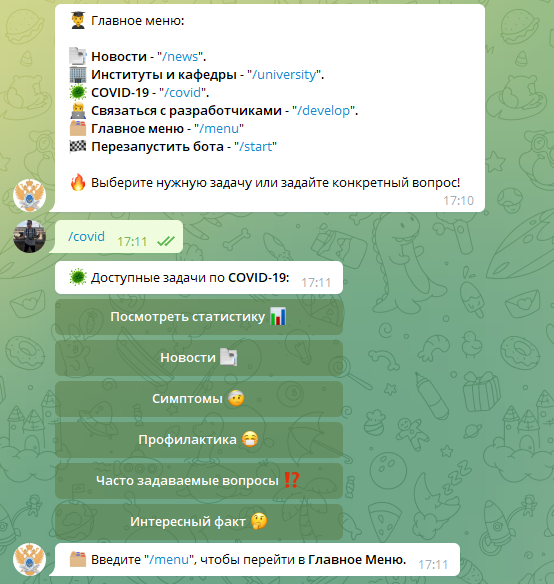 👨‍🎓 Главное меню:
📰 Новости - "/news".
🏢 Институты и кафедры - "/university".
🦠 COVID-19 - "/covid".
👨‍💻 Связаться с разработчиками - "/develop".
🗂 Главное меню - "/menu"
🏁 Перезапустить бота - "/start"
🔥 Выберите нужную задачу или задайте конкретный вопрос!
17:10
/covid 17:11
🦠 Доступные задачи по COVID-19: 17:11
Посмотреть статистику 📊
Новости 📰
Симптомы 🤕
Профилактика 😷
Часто задаваемые вопросы ⁉️
Интересный факт 🤔
🗂 Введите "/menu", чтобы перейти в Главное Меню. 17:11